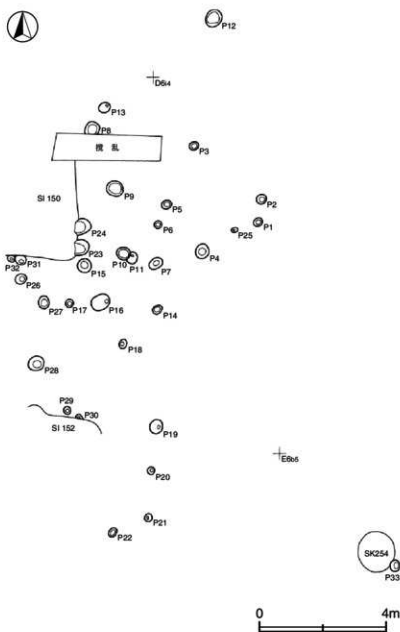 P12
D6i4
P13
P8
攪 乱
P3
P9
SI 150
P2
P5
P24
P6
P1
P25
P23
P10
P11
P4
P32
P31
P15
P7
P26
P27
P17
P16
P14
P18
P28
P29
P30
SI 152
P19
E6b5
P20
P21
P22
SK254
P33
0
4m